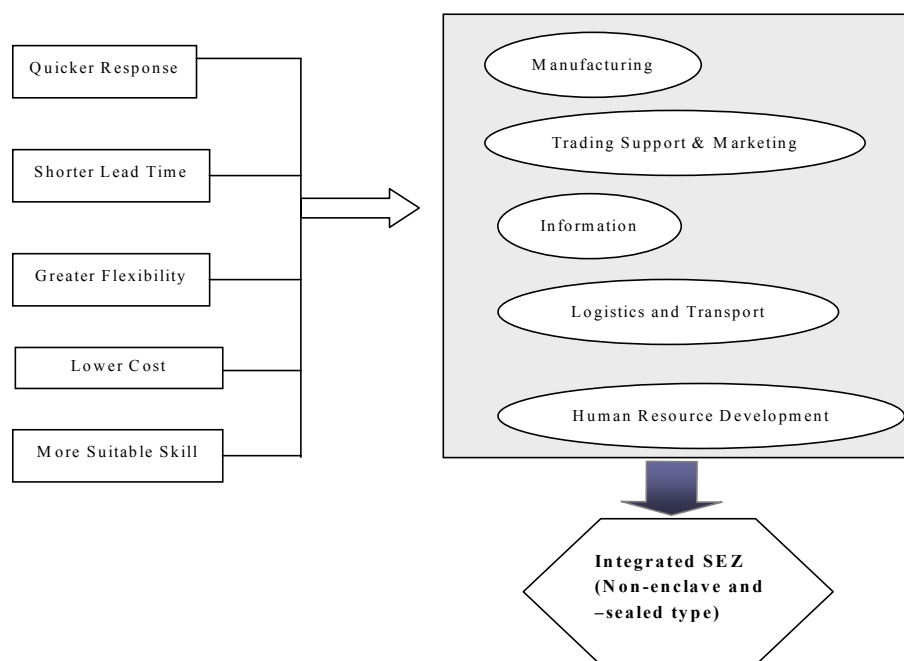 Quicker Response
Shorter Lead Time
Greater Flexibility
Lower Cost
More Suitable Skill
Manufacturing
Trading Support & Marketing
Information
Logistics and Transport
Human Resource Development
Integrated SEZ
(Non-enclave and
–sealed type)